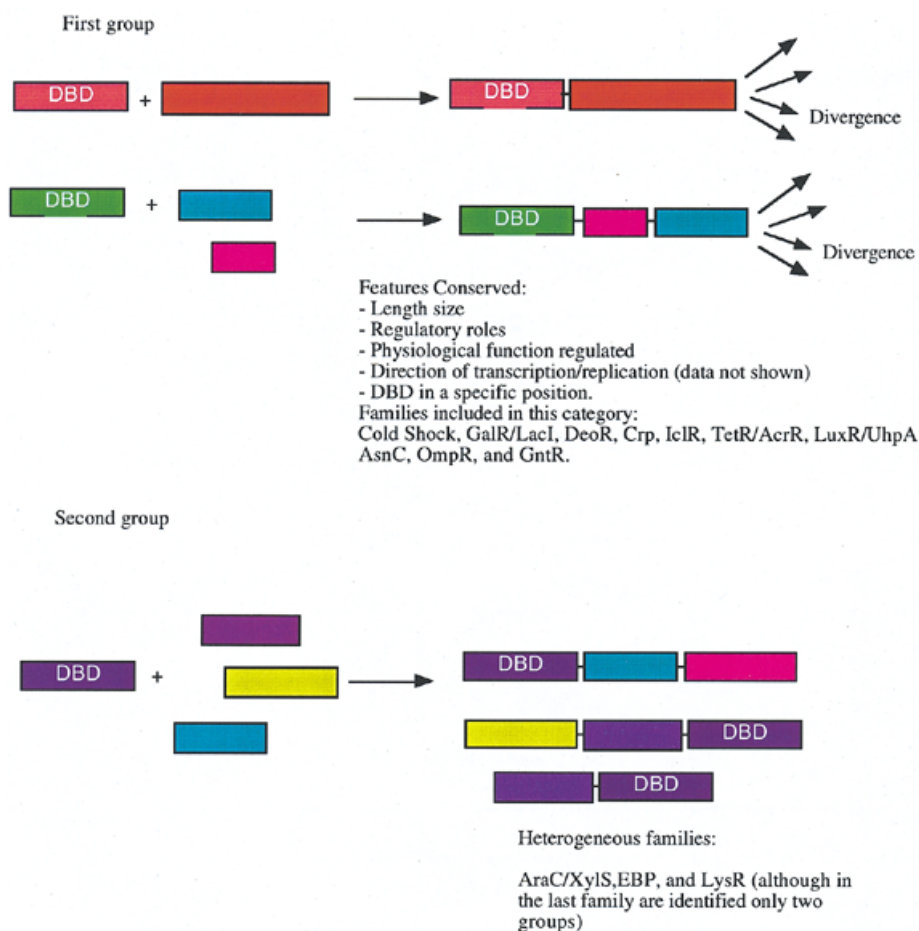 First group
DBD + DBD
Divergence
DBD + DBD
Divergence
Features Conserved:
- Length size
- Regulatory roles
- Physiological function regulated
- Direction of transcription/replication (data not shown)
- DBD in a specific position.
Families included in this category:
Cold Shock, GalR/LacI, DeoR, Crp, IclR, TetR/AcrR, LuxR/UhpA
AsnC, OmpR, and GntR.
Second group
DBD + DBD
DBD
DBD
Heterogeneous families:
AraC/XylS,EBP, and LysR (although in
the last family are identified only two
groups)